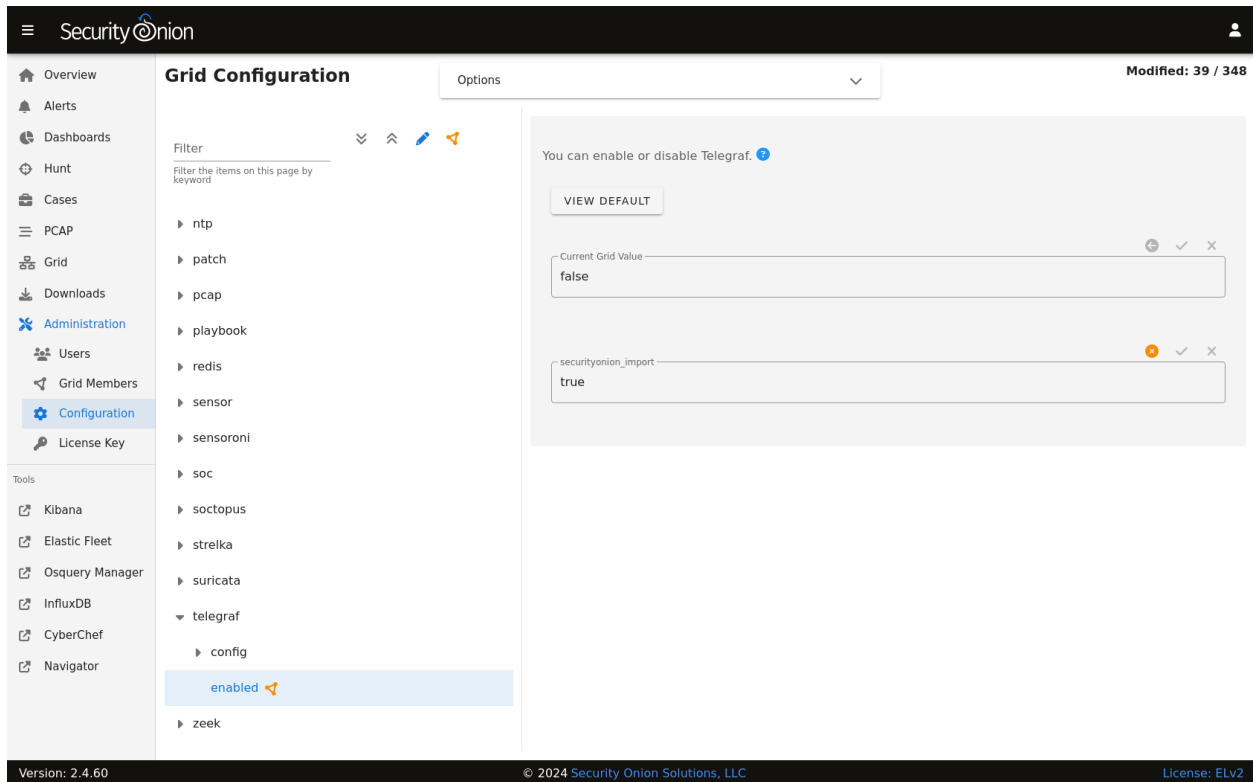 Security Onion
Overview
Alerts
Dashboards
Hunt
Cases
PCAP
Grid
Downloads
Administration
Users
Grid Members
Configuration
License Key
Tools
Kibana
Elastic Fleet
Osquery Manager
InfluxDB
CyberChef
Navigator
Grid Configuration
Options
Modified: 39 / 348
Filter
Filter the items on this page by
keyword
ntp
patch
pcap
playbook
redis
sensor
sensoroni
soc
soctopus
strelka
suricata
telegraf
config
enabled
zeek
You can enable or disable Telegraf. ?
VIEW DEFAULT
Current Grid Value
false
securityonion_import
true
Version: 2.4.60
© 2024 Security Onion Solutions, LLC
License: ELv2